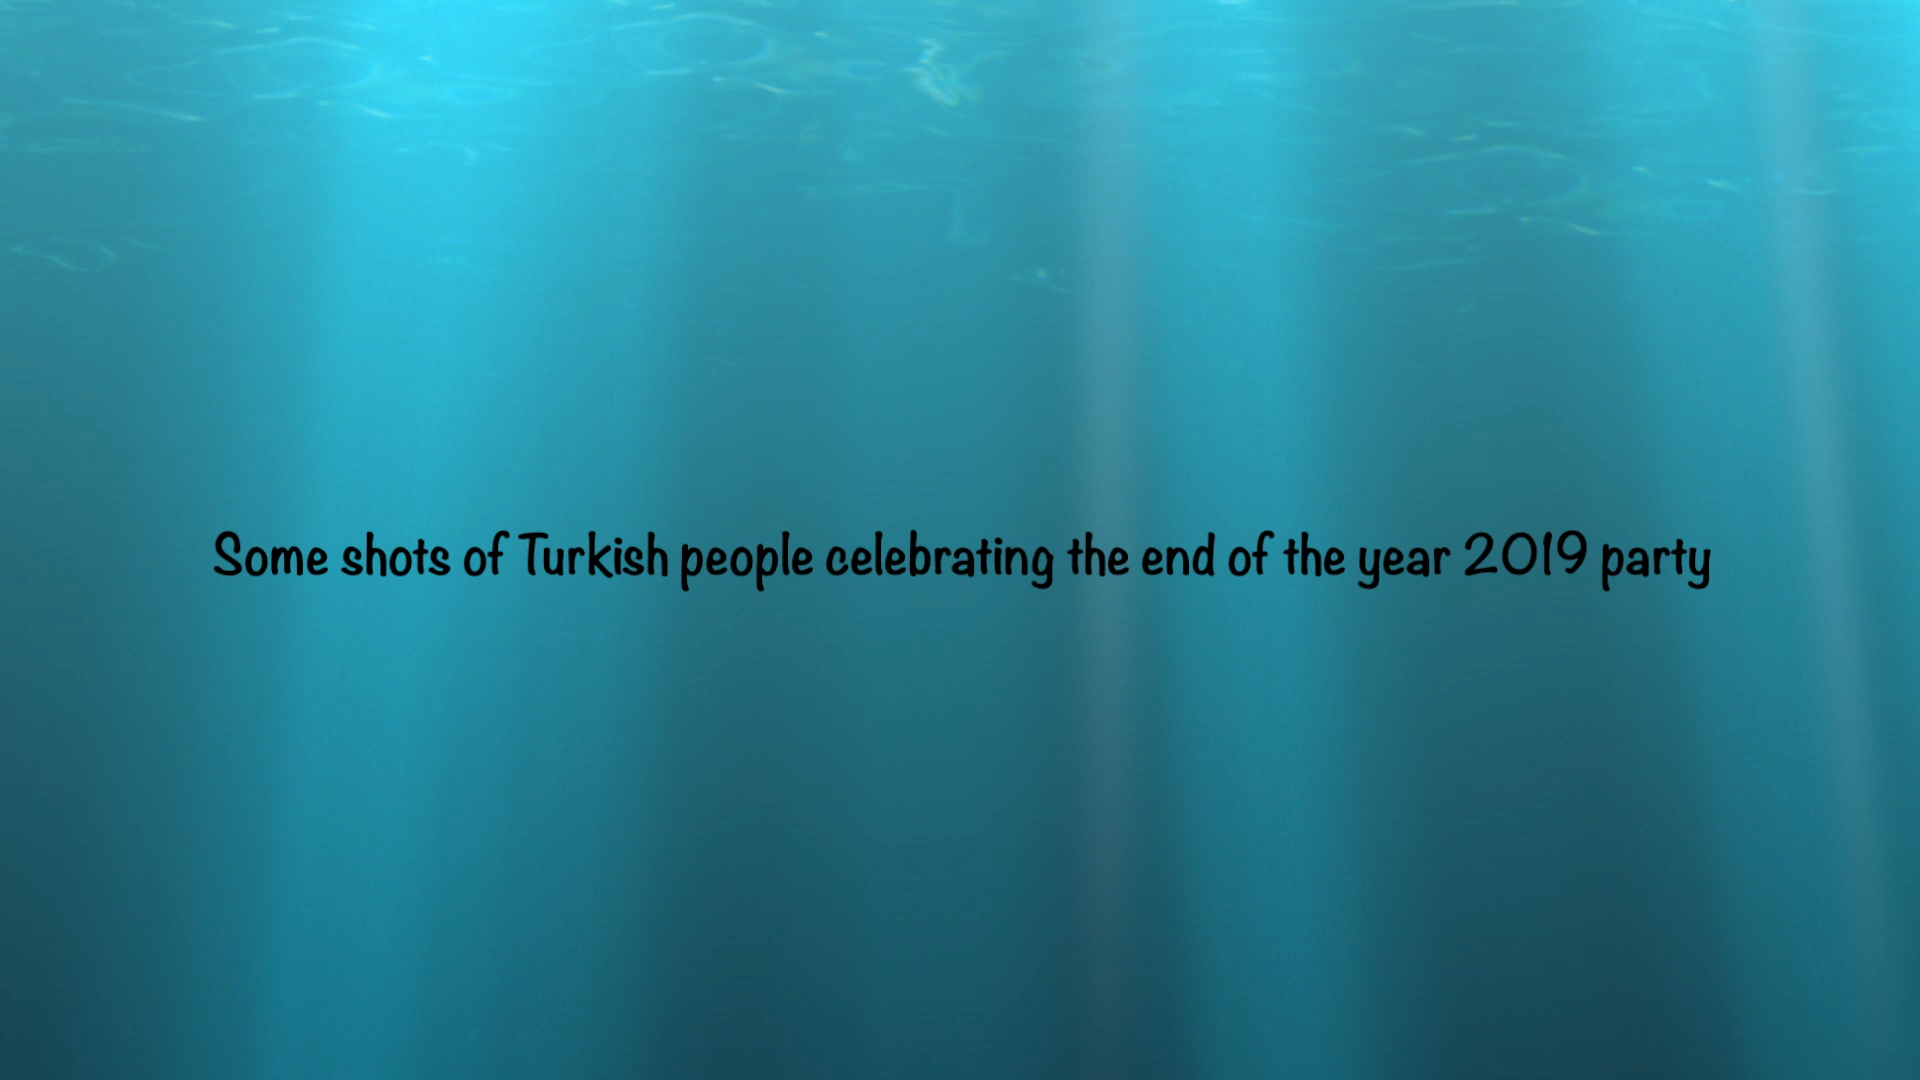 Some shots of Turkish people celebrating the end of the year 2019 party